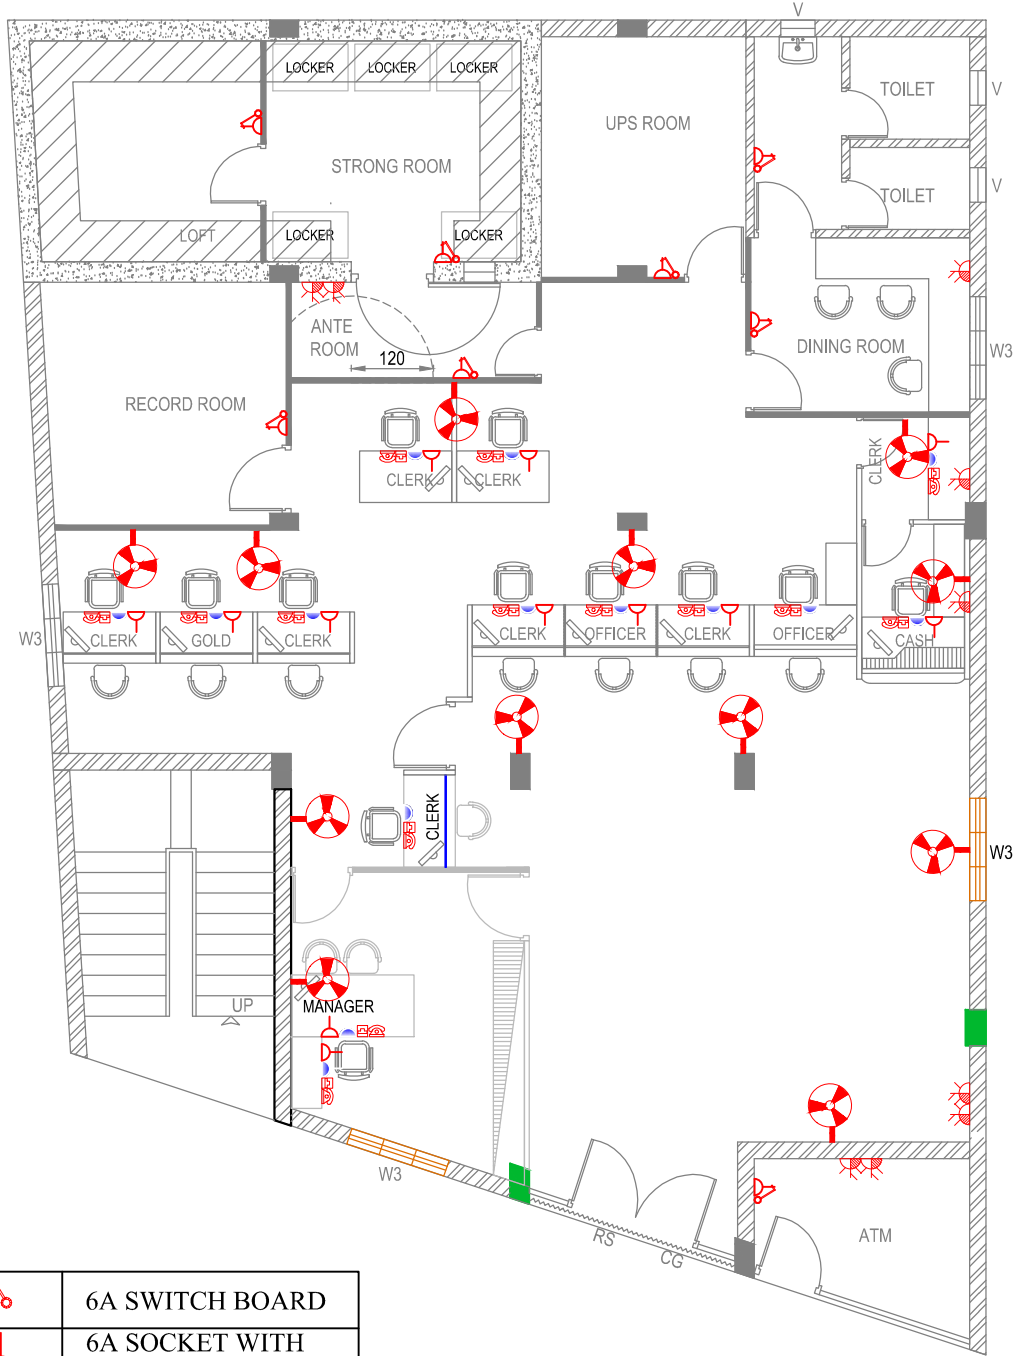 V
LOCKER
LOCKER
LOCKER
TOILET
V
UPS ROOM
STRONG ROOM
TOILET
V
LOFT
LOCKER
LOCKER
ANTE
ROOM
120
DINING ROOM
W3
RECORD ROOM
CLERK
CLERK
CLERK
W3
CLERK
GOLD
CLERK
CLERK
OFFICER
CLERK
OFFICER
CASH
CLERK
W3
UP
MANAGER
W3
RS
CG
ATM
6A SWITCH BOARD
6A SOCKET WITH